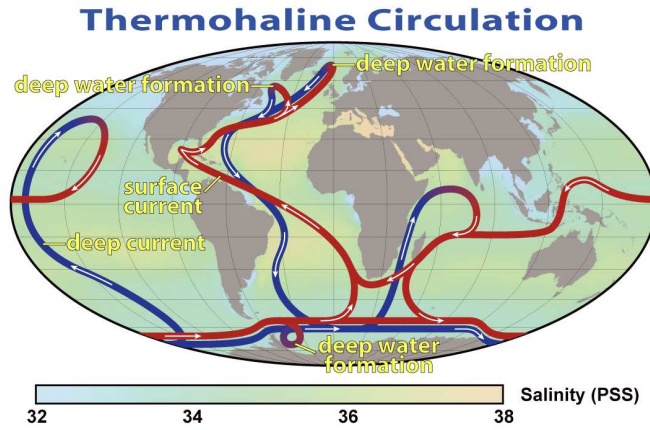 Thermohaline Circulation
deep water formation
deep water formation
surface
current
deep current
deep water
formation
Salinity (PSS)
32 34 36 38